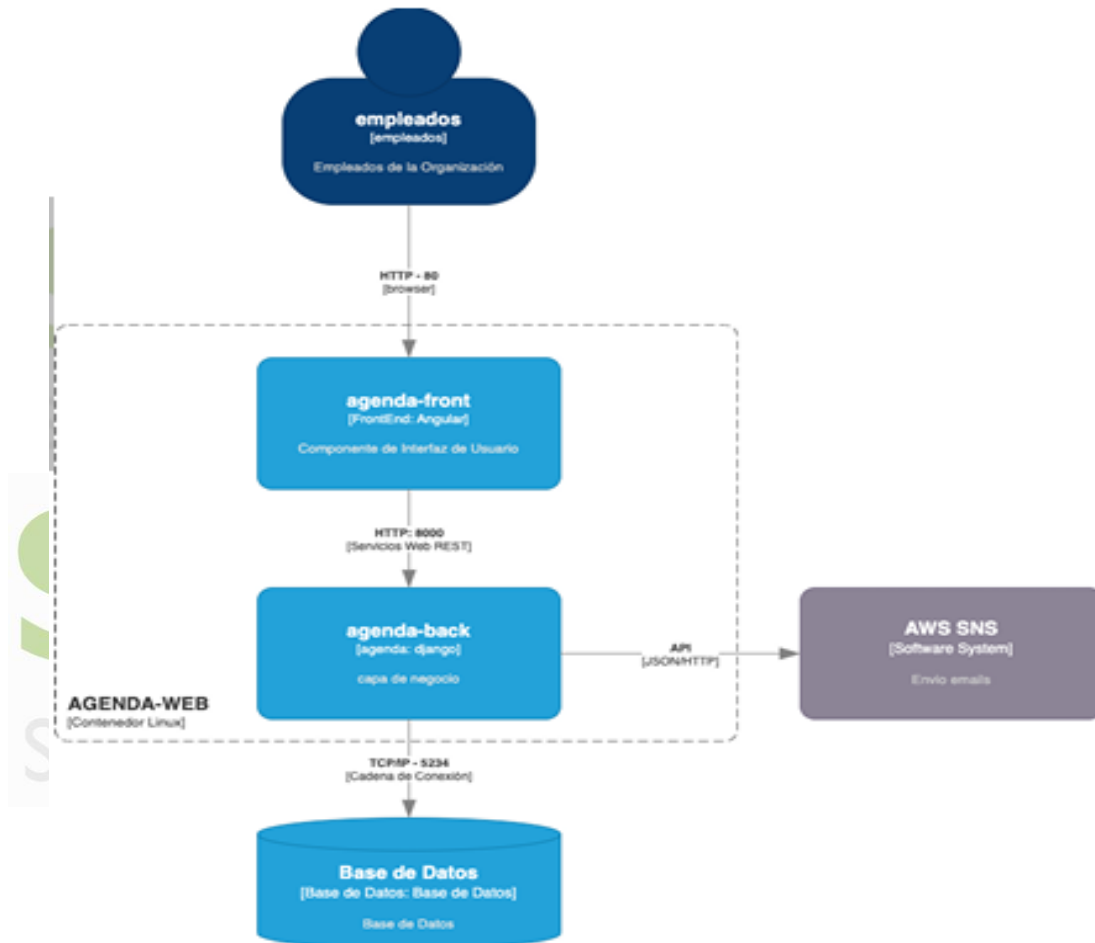 empleados
[empleados]
Empleados de la Organización
HTTP - 80
[browser]
agenda-front
[FrontEnd: Angular]
Componente de Interfaz de Usuario
HTTP: 8000
[Servicios Web REST]
agenda-back
[agenda: django]
capa de negocio
API
[JSON/HTTP]
AWS SNS
[Software System]
Envio emails
AGENDA-WEB
[Contenedor Linux]
TCP/IP - 5234
[Cadena de Conexión]
Base de Datos
[Base de Datos: Base de Datos]
Base de Datos